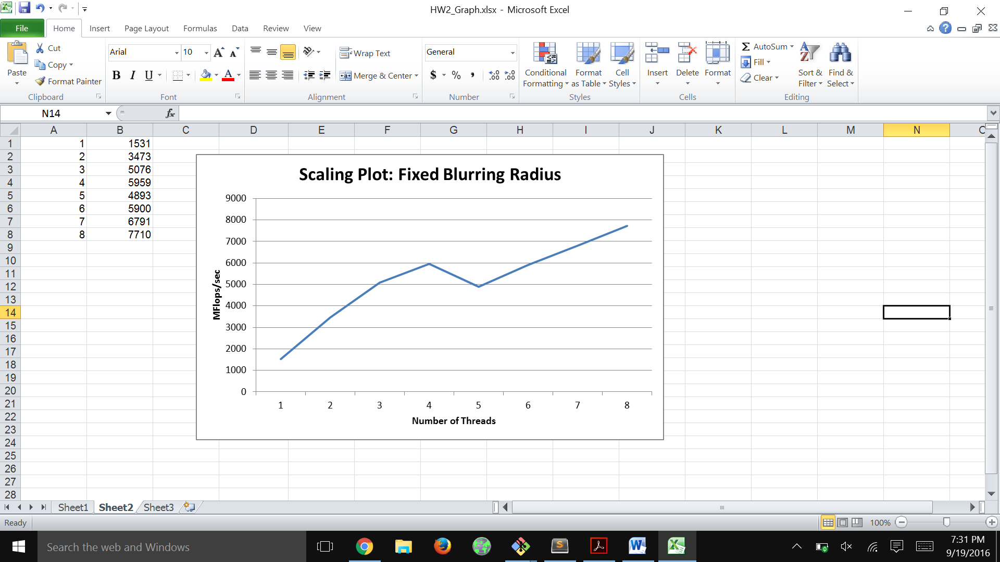 HW2_Graph.xlsx - Microsoft Excel
File Home Insert Page Layout Formulas Data Review View
Paste
Cut
Copy
Format Painter
Clipboard
Arial 10
B I U A
Font
Wrap Text
Merge & Center
Alignment
General
$ % , .0 .00 .00 .0
Number
Conditional Formatting
Format as Table
Cell Styles
Styles
Insert Delete Format
Cells
Σ AutoSum
Fill
Clear
Sort & Filter
Find & Select
Editing
N14 fx
A B C D E F G H I J K L M N
1 1 1531
2 2 3473
3 3 5076
4 4 5959
5 5 4893
6 6 5900
7 7 6791
8 8 7710
9
10
11
12
13
14
15
16
17
18
19
20
21
22
23
24
25
26
27
28
Scaling Plot: Fixed Blurring Radius
9000
8000
7000
6000
5000
4000
3000
2000
1000
0
MFlops/sec
1 2 3 4 5 6 7 8
Number of Threads
Sheet1 Sheet2 Sheet3
Ready 100%
Search the web and Windows
7:31 PM
9/19/2016